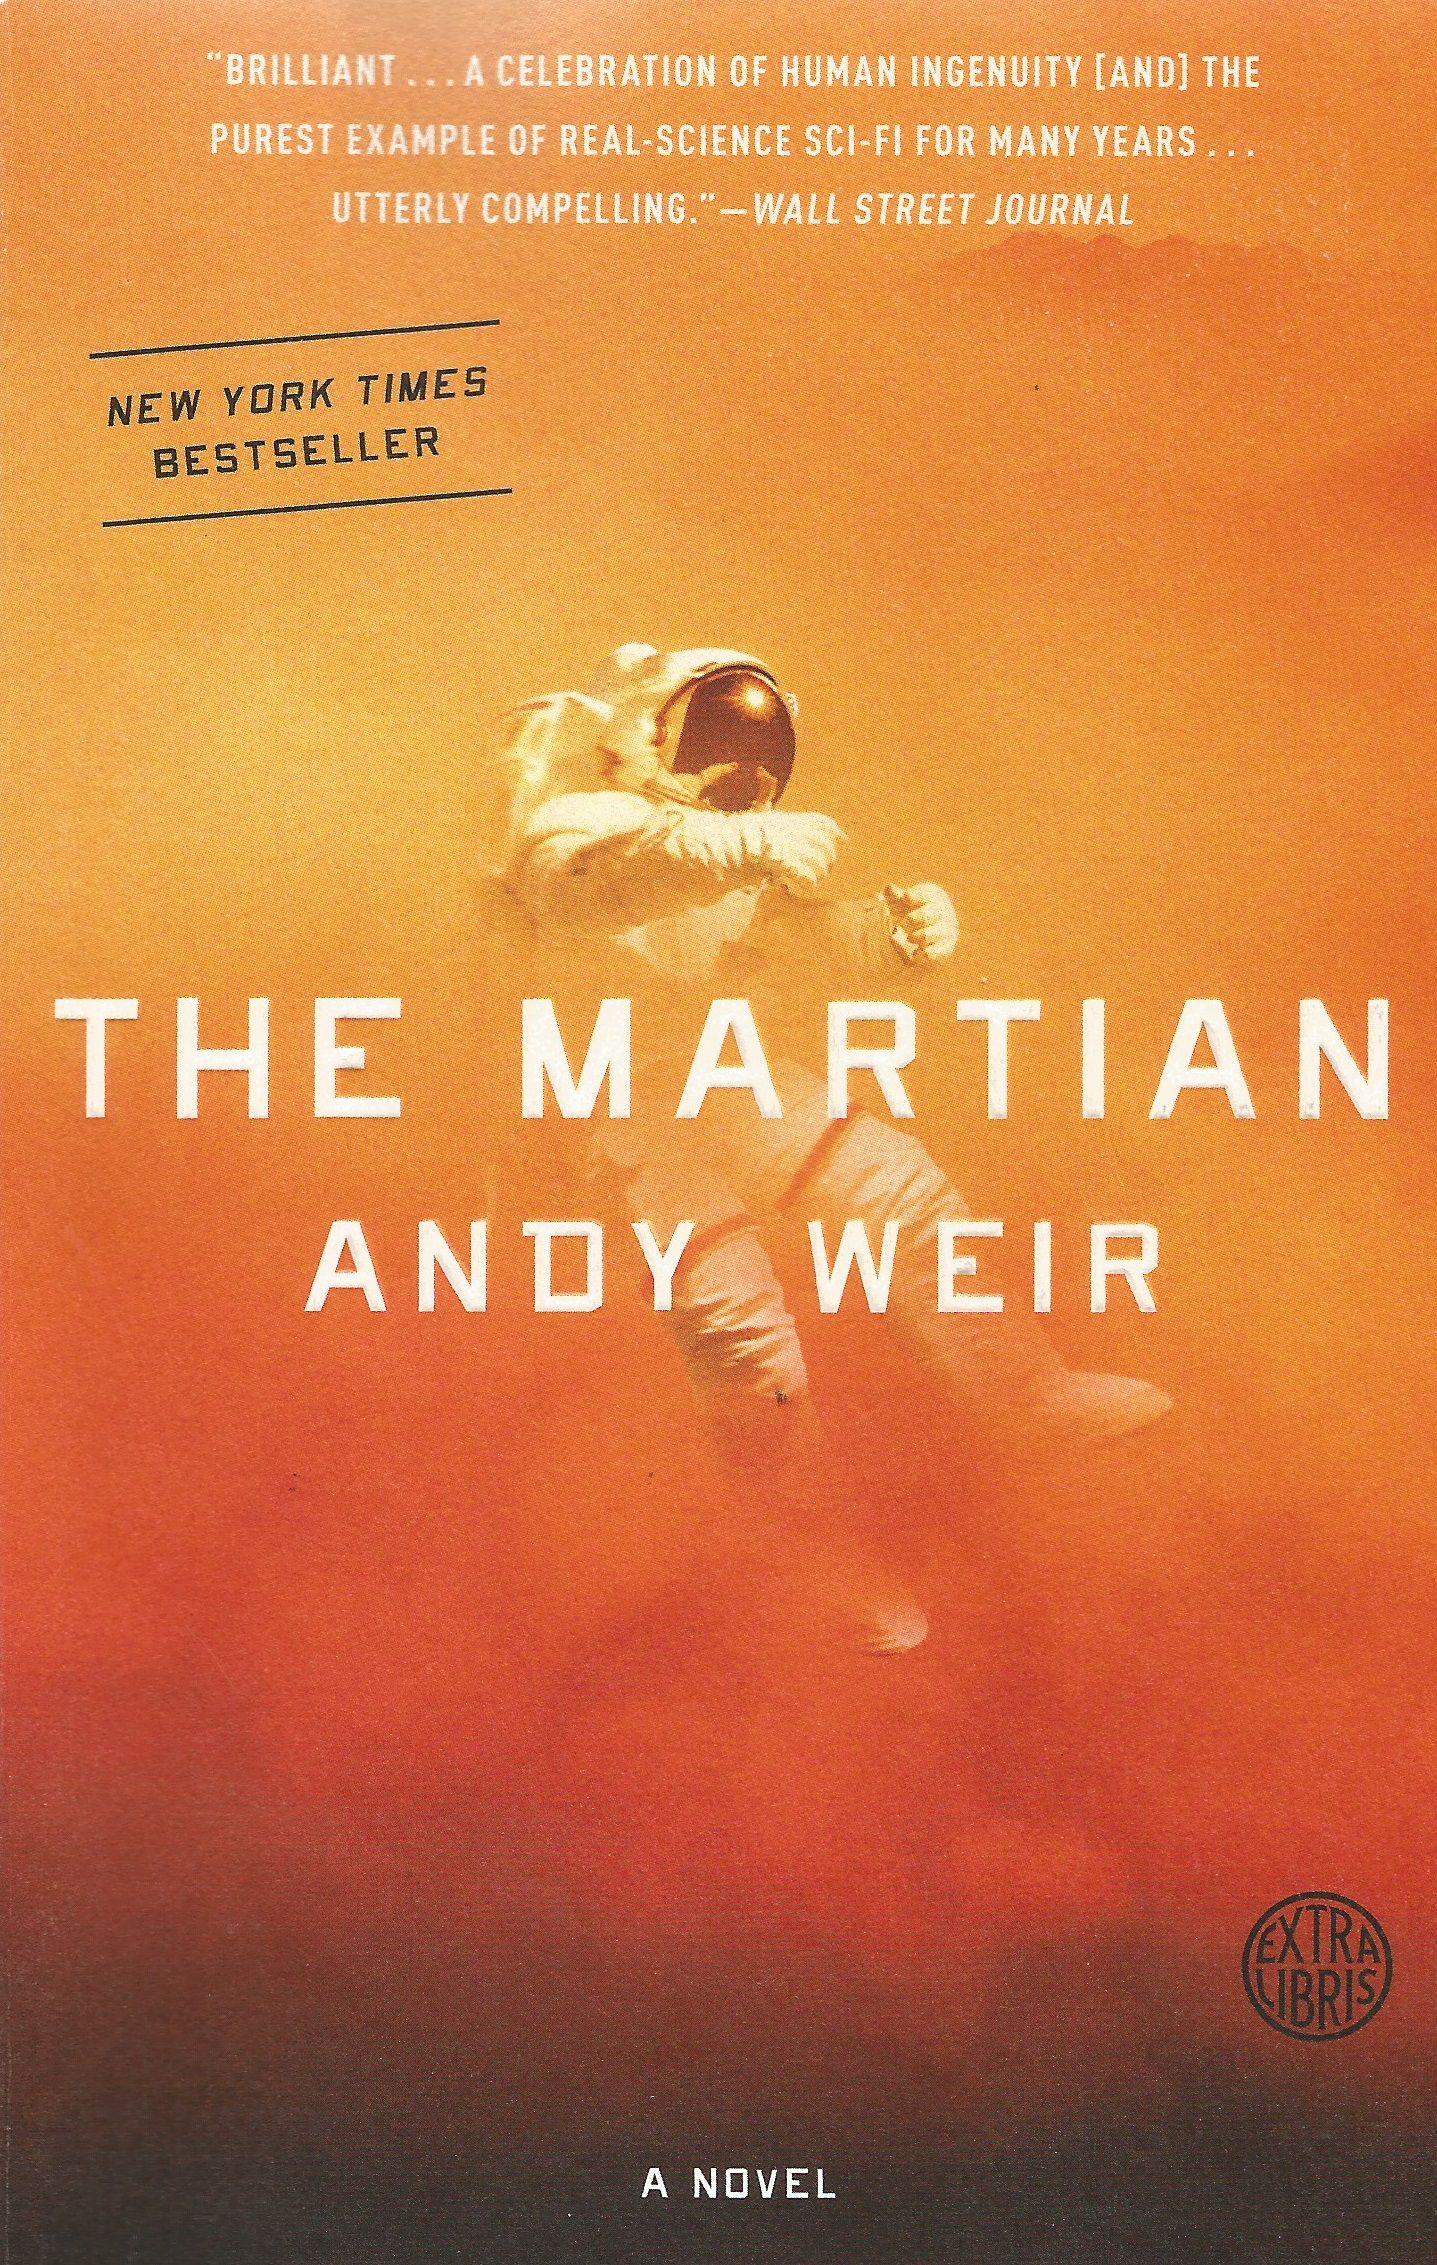 “BRILLIANT . . . A CELEBRATION OF HUMAN INGENUITY [AND] THE
PUREST EXAMPLE OF REAL-SCIENCE SCI-FI FOR MANY YEARS . . .
UTTERLY COMPELLING.”—WALL STREET JOURNAL
NEW YORK TIMES
BESTSELLER
THE MARTIAN
ANDY WEIR
EXTRA
LIBRIS
A NOVEL